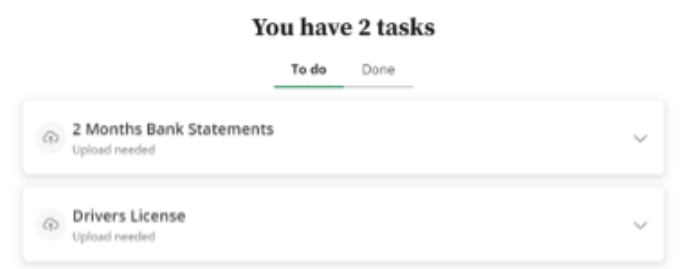 You have 2 tasks
To do Done
2 Months Bank Statements
Upload needed
Drivers License
Upload needed